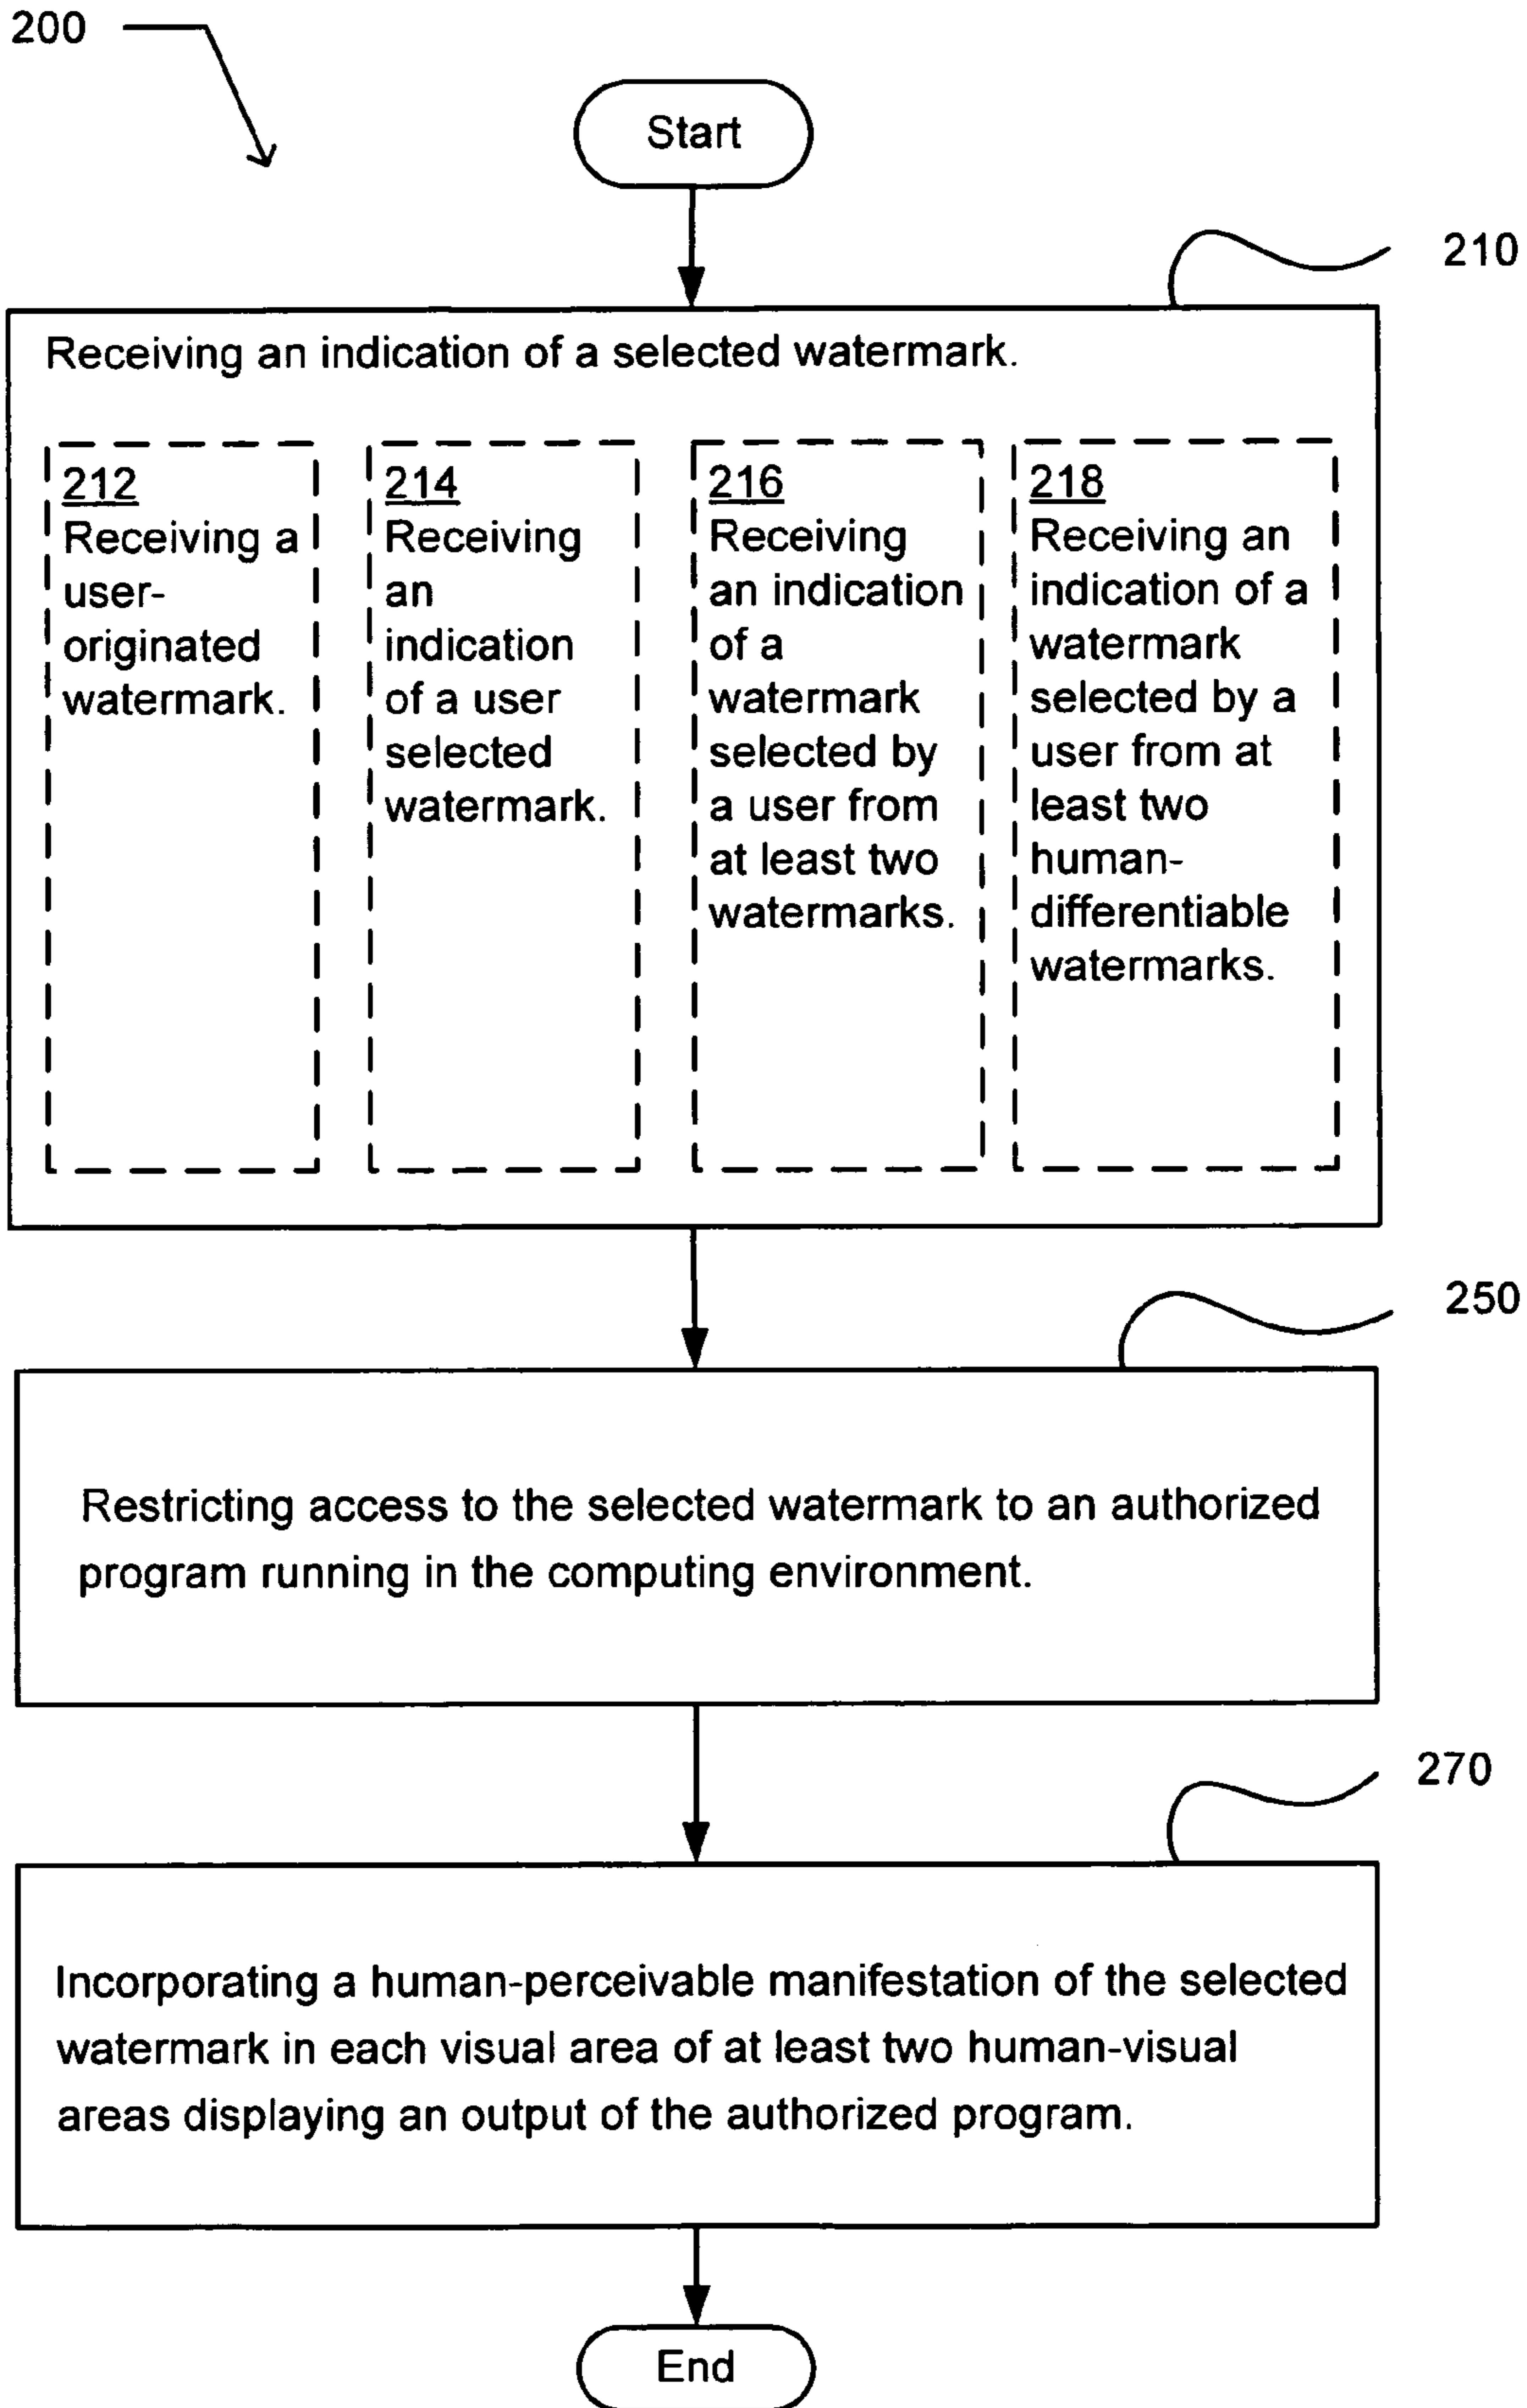 200
Start
210
Receiving an indication of a selected watermark.
212
Receiving a
user-
originated
watermark.
214
Receiving
an
indication
of a user
selected
watermark.
216
Receiving
an indication
of a
watermark
selected by
a user from
at least two
watermarks.
218
Receiving an
indication of a
watermark
selected by a
user from at
least two
human-
differentiable
watermarks.
250
Restricting access to the selected watermark to an authorized
program running in the computing environment.
270
Incorporating a human-perceivable manifestation of the selected
watermark in each visual area of at least two human-visual
areas displaying an output of the authorized program.
End